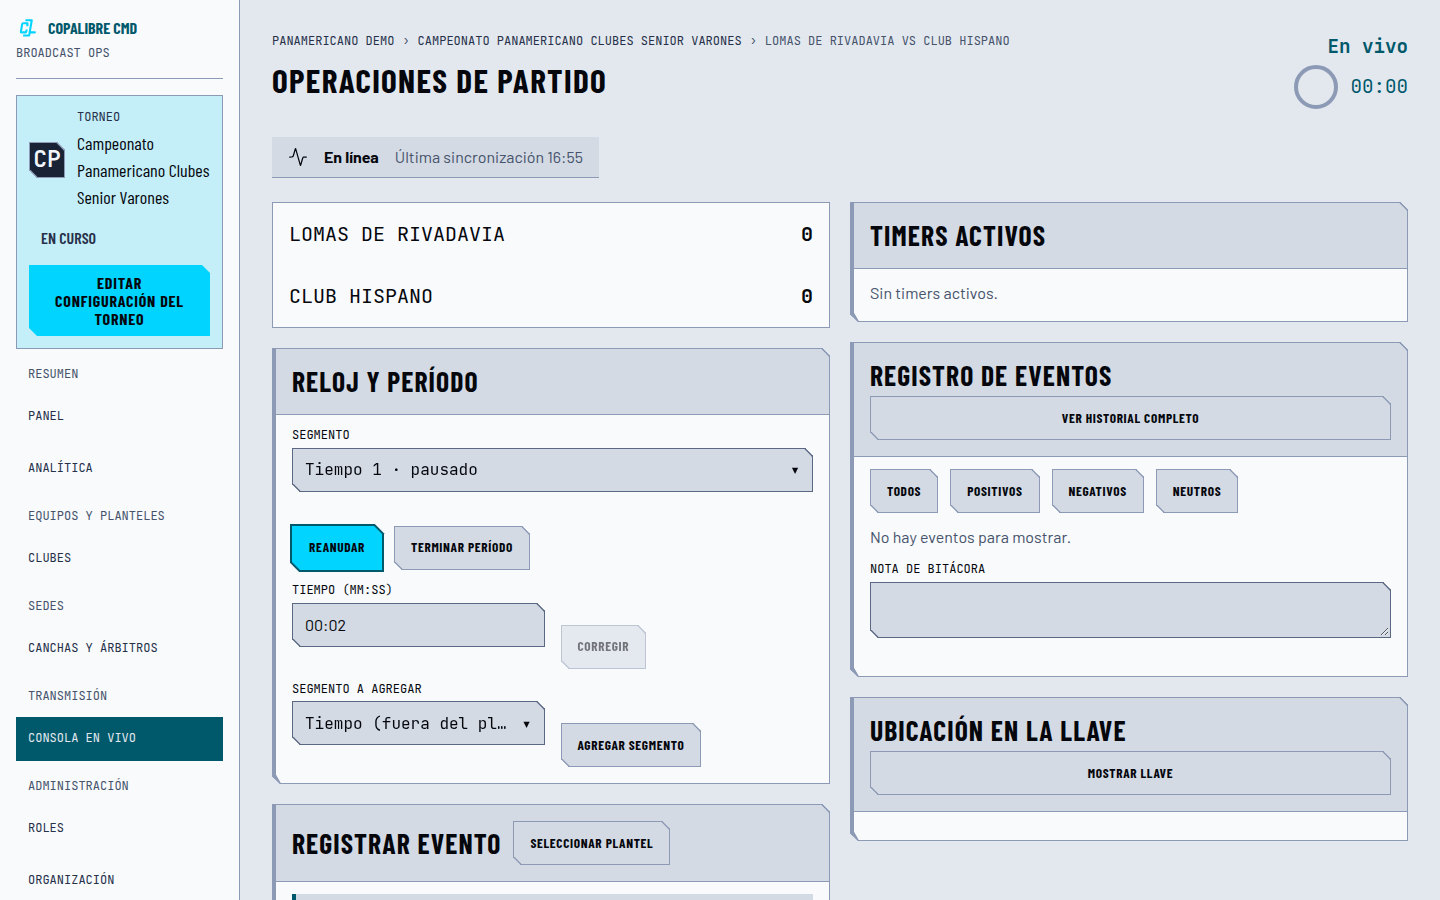 COPALIBRE CMD
BROADCAST OPS
TORNEO
CP
Campeonato
Panamericano Clubes
Senior Varones
EN CURSO
EDITAR
CONFIGURACIÓN DEL
TORNEO
RESUMEN
PANEL
ANALÍTICA
EQUIPOS Y PLANTELES
CLUBES
SEDES
CANCHAS Y ÁRBITROS
TRANSMISIÓN
CONSOLA EN VIVO
ADMINISTRACIÓN
ROLES
ORGANIZACIÓN
PANAMERICANO DEMO › CAMPEONATO PANAMERICANO CLUBES SENIOR VARONES › LOMAS DE RIVADAVIA VS CLUB HISPANO
OPERACIONES DE PARTIDO
En vivo
00:00
En línea Última sincronización 16:55
LOMAS DE RIVADAVIA 0
CLUB HISPANO 0
RELOJ Y PERÍODO
SEGMENTO
Tiempo 1 · pausado
REANUDAR TERMINAR PERÍODO
TIEMPO (MM:SS)
00:02
CORREGIR
SEGMENTO A AGREGAR
Tiempo (fuera del pl…
AGREGAR SEGMENTO
REGISTRAR EVENTO SELECCIONAR PLANTEL
TIMERS ACTIVOS
Sin timers activos.
REGISTRO DE EVENTOS
VER HISTORIAL COMPLETO
TODOS POSITIVOS NEGATIVOS NEUTROS
No hay eventos para mostrar.
NOTA DE BITÁCORA
UBICACIÓN EN LA LLAVE
MOSTRAR LLAVE